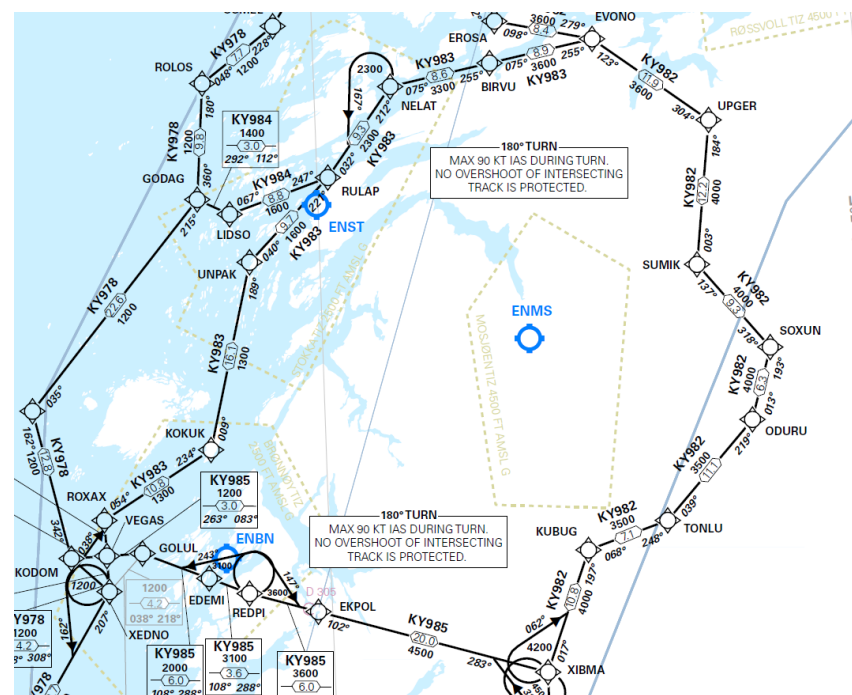 EROSA
098°
8.4
3600
279°
EVONO
RØSSVOLL TIZ 4500 FT
KY978
7.7
228°
048°
1200
ROLOS
180°
2300
167°
KY983
8.6
075°
3300
255°
NELAT
212°
BIRVU
8.9
255°
075°
3600
KY983
123°
KY982
11.9
3600
304°
UPGER
184°
KY984
1400
3.0
292° 112°
KY978
1200
9.8
360°
GODAG
215°
LIDSO
067°
KY984
8.8
1600
247°
9.3
2300
KY983
032°
RULAP
221°
9.7
1600
KY983
040°
ENST
UNPAK
189°
180° TURN
MAX 90 KT IAS DURING TURN.
NO OVERSHOOT OF INTERSECTING
TRACK IS PROTECTED.
KY982
12.2
4000
003°
SUMIK
137°
KY982
4000
9.3
318°
SOXUN
193°
KY978
22.6
1200
035°
KY983
16.1
1300
009°
ENMS
MOSJØEN TIZ 4500 FT AMSL G
KY982
4000
6.3
013°
ODURU
219°
162°
1200
KY978
12.8
342°
KOKUK
234°
KY983
10.8
1300
054°
ROXAX
KY982
3500
11.1
039°
TONLU
248°
KY985
1200
3.0
263° 083°
180° TURN
MAX 90 KT IAS DURING TURN.
NO OVERSHOOT OF INTERSECTING
TRACK IS PROTECTED.
KUBUG
KY982
3500
7.1
068°
197°
VEGAS
038°
KODOM
GOLUL
243°
ENBN
3100
EDEMI
REDPI
3600
147°
D 305
EKPOL
102°
1200
162°
207°
XEDNO
1200
4.2
038° 218°
KY985
20.0
4500
283°
062°
KY982
10.8
4000
4200
017°
XIBMA
KY978
1200
4.2
308°
KY985
2000
6.0
108° 288°
KY985
3100
3.6
108° 288°
KY985
3600
6.0